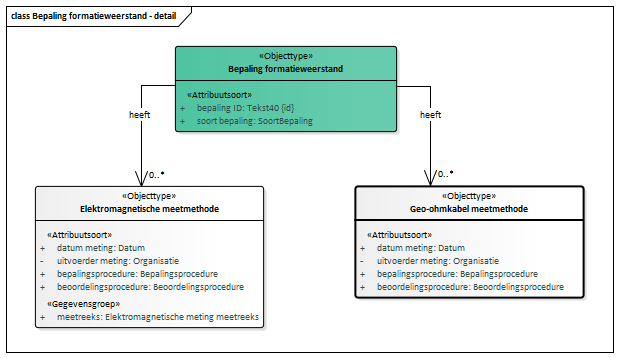 class Bepaling formatieweerstand - detail
«Objecttype»
Bepaling formatieweerstand
«Attribuutsoort»
+ bepaling ID: Tekst40 {id}
+ soort bepaling: SoortBepaling
heeft
heeft
0..*
0..*
«Objecttype»
Elektromagnetische meetmethode
«Attribuutsoort»
+ datum meting: Datum
- uitvoerder meting: Organisatie
+ bepalingsprocedure: Bepalingsprocedure
+ beoordelingsprocedure: Beoordelingsprocedure
«Gegevensgroep»
+ meetreeks: Elektromagnetische meting meetreeks
«Objecttype»
Geo-ohmkabel meetmethode
«Attribuutsoort»
+ datum meting: Datum
- uitvoerder meting: Organisatie
+ bepalingsprocedure: Bepalingsprocedure
+ beoordelingsprocedure: Beoordelingsprocedure